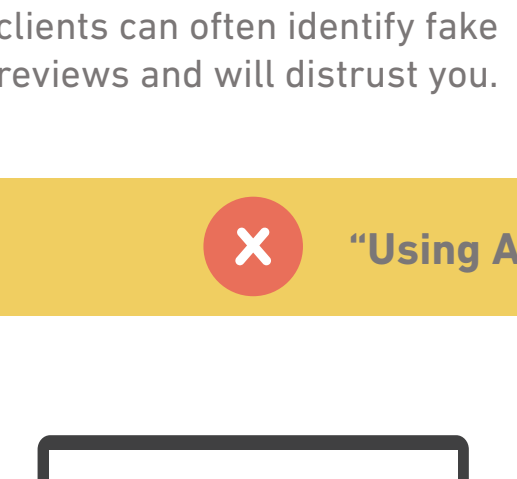 clients can often identify fake
reviews and will distrust you.
“Using A